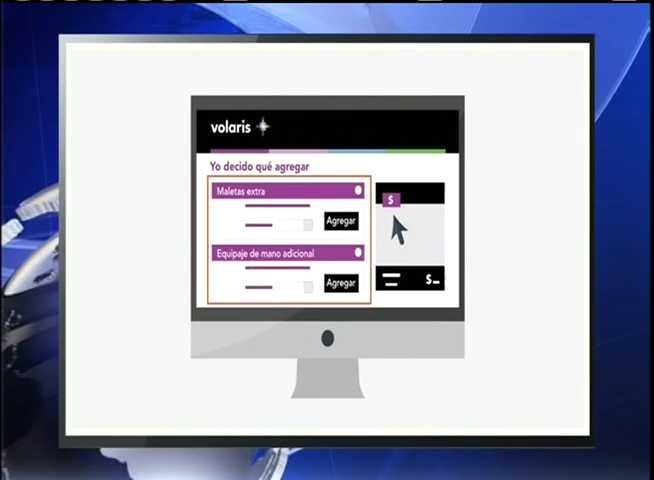 volaris
Yo decido qué agregar
Maletas extra
Agregar
$
Equipaje de mano adicional
Agregar
$